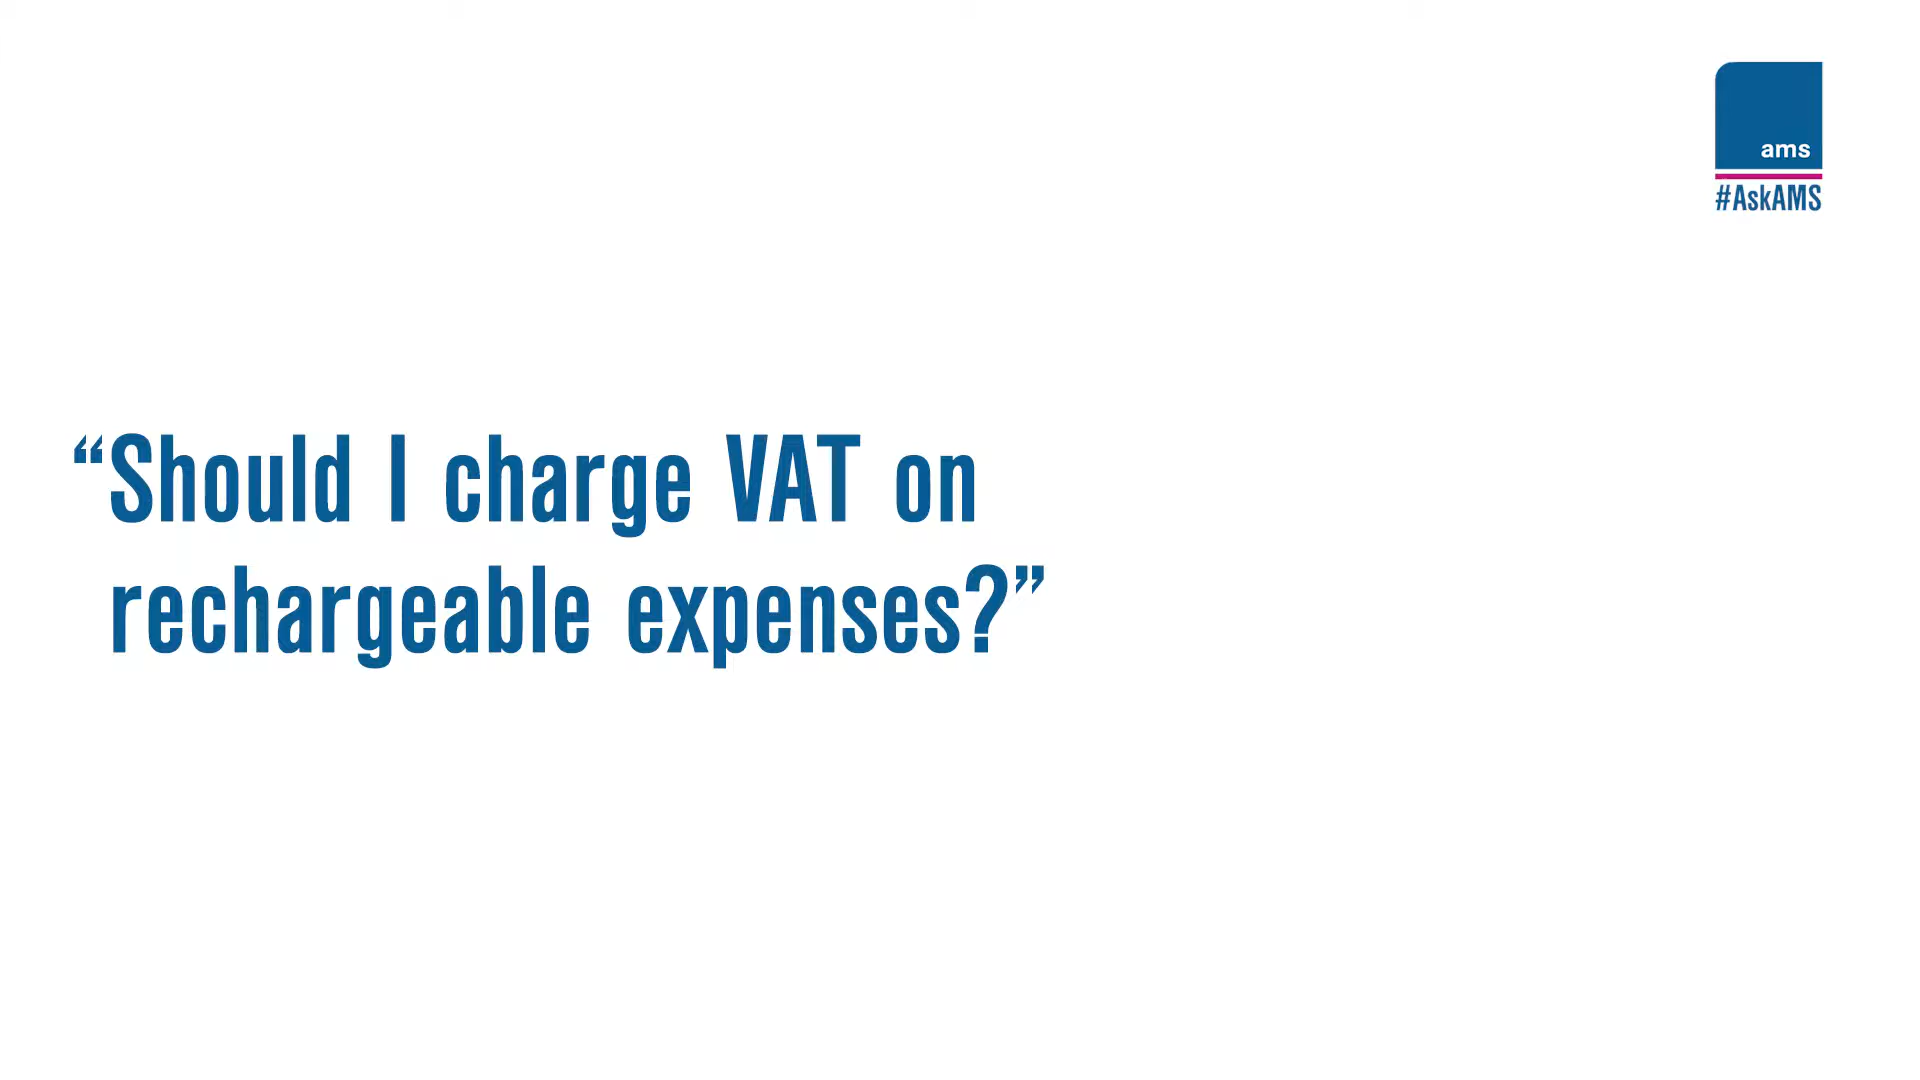 ams
#AskAMS
“Should I charge VAT on
rechargeable expenses?”